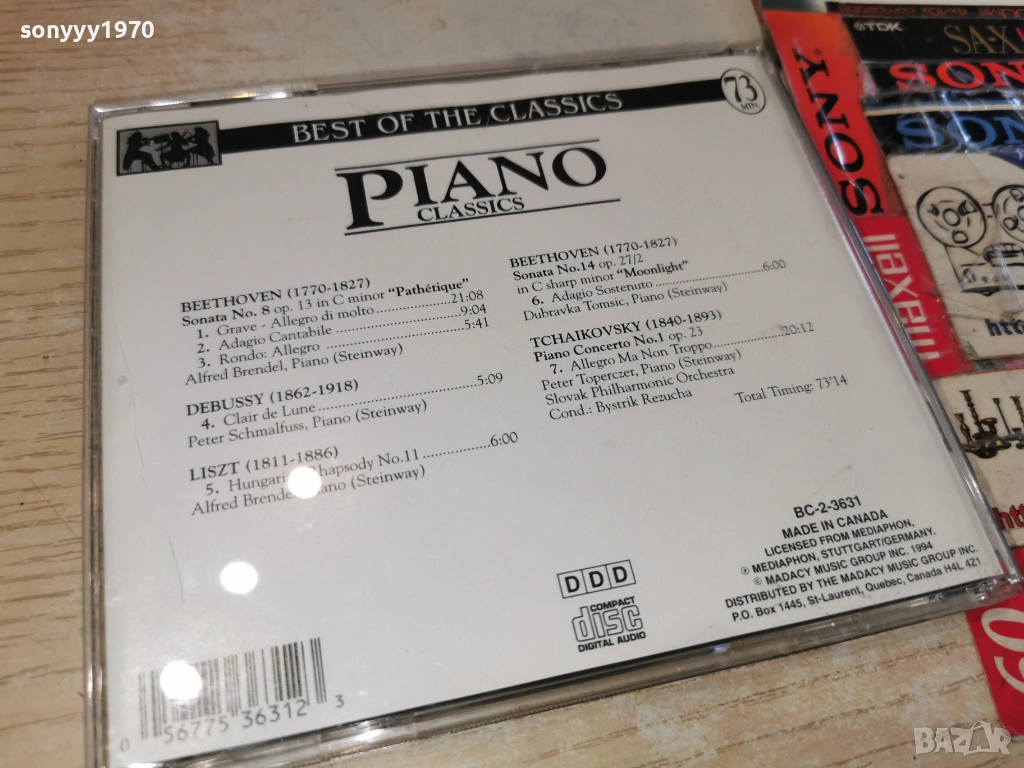 sonyyy1970
BEST OF THE CLASSICS
73
MIN.
PIANO
CLASSICS
BEETHOVEN (1770-1827)
Sonata No. 8 op. 13 in C minor "Pathétique"
1. Grave - Allegro di molto 21:08
2. Adagio Cantabile 9:04
3. Rondo: Allegro 5:41
Alfred Brendel, Piano (Steinway)
DEBUSSY (1862-1918)
4. Clair de Lune 5:09
Peter Schmalfuss, Piano (Steinway)
LISZT (1811-1886)
5. Rhapsody No.11 6:00
Alfred Brendel, Piano (Steinway)
BEETHOVEN (1770-1827)
Sonata No.14 op. 27/2
in C sharp minor "Moonlight"
6. Adagio Sostenuto 6:00
Dubravka Tomsic, Piano (Steinway)
TCHAIKOVSKY (1840-1893)
Piano Concerto No.1 op. 23
7. Allegro Ma Non Troppo 20:12
Peter Toperczer, Piano (Steinway)
Slovak Philharmonic Orchestra
Cond.: Bystrik Rezucha
Total Timing: 73'14
BC-2-3631
MADE IN CANADA
LICENSED FROM MEDIAPHON,
℗ MEDIAPHON, STUTTGART/GERMANY.
© MADACY MUSIC GROUP INC. 1994
DISTRIBUTED BY THE MADACY MUSIC GROUP INC.
P.O. Box 1445, St-Laurent, Quebec, Canada H4L 4Z1
DDD
COMPACT
disc
DIGITAL AUDIO
0 56775 36312 3
TDK
SA-X
SON
SON
SONY
maxell
htt
htt
60
BAZAR